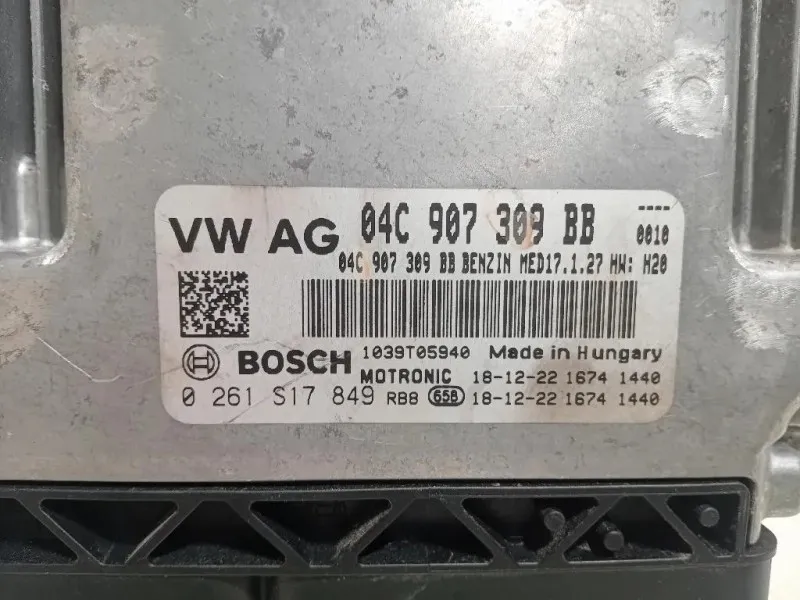 VW AG 04C 907 309 BB ----
0010
04C 907 309 BB BENZIN MED17.1.27 HW: H20
BOSCH 1039T05940 Made in Hungary
MOTRONIC 18-12-22 1674 1440
0 261 S17 849 RB8 658 18-12-22 1674 1440